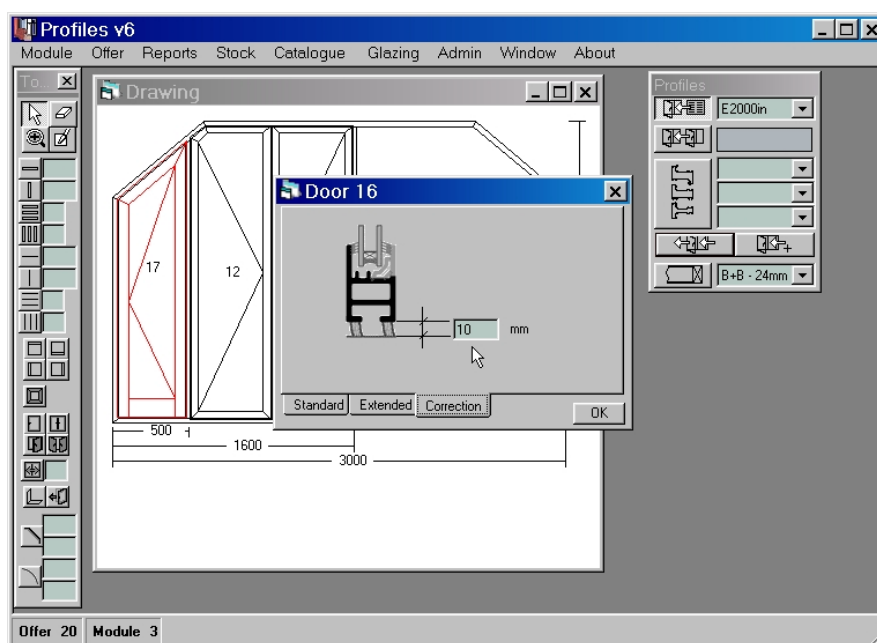 Profiles v6
Module Offer Reports Stock Catalogue Glazing Admin Window About
To...
Drawing
Profiles
E2000in
Door 16
17
12
B+B - 24mm
10 mm
Standard Extended Correction
OK
500
1600
3000
Offer 20 Module 3